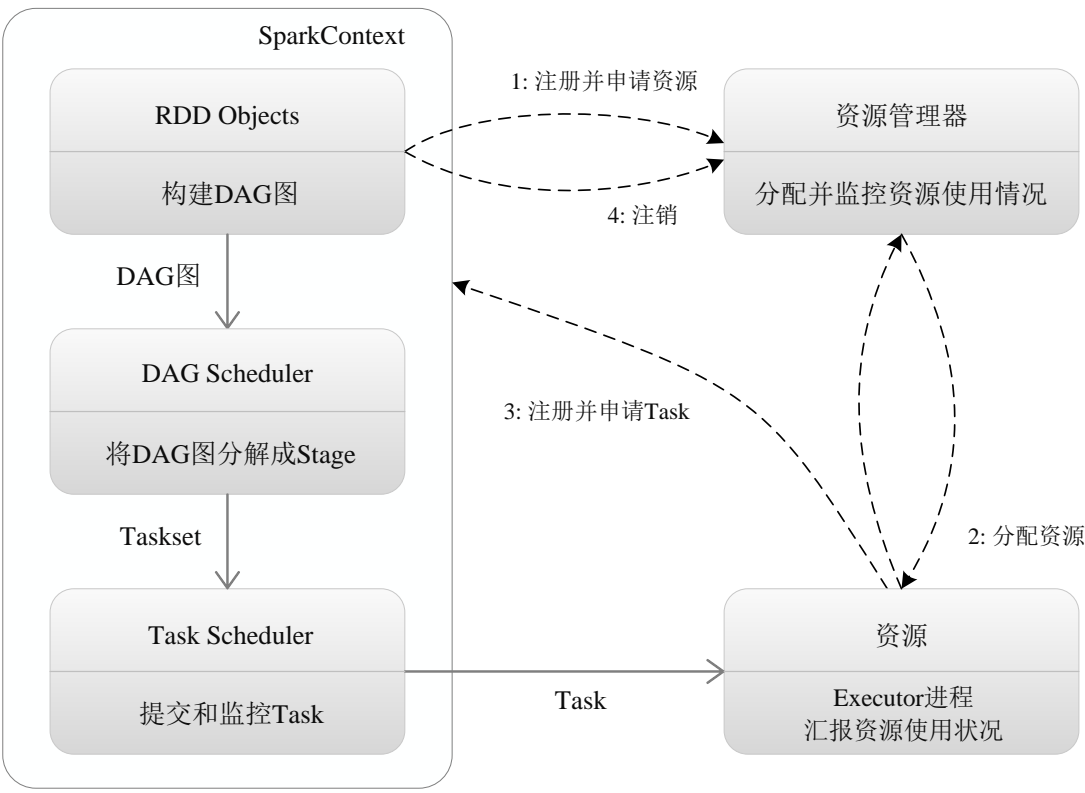 SparkContext
RDD Objects
构建DAG图
1: 注册并申请资源
4: 注销
资源管理器
分配并监控资源使用情况
DAG图
DAG Scheduler
将DAG图分解成Stage
3: 注册并申请Task
2: 分配资源
Taskset
Task Scheduler
提交和监控Task
Task
资源
Executor进程
汇报资源使用状况